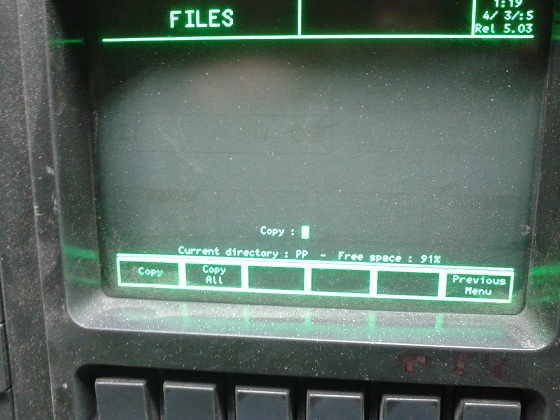 FILES
1:19
4/ 3/:5
Rel 5.03
Copy :
Current directory : PP - Free space : 91%
Copy
Copy
All
Previous
Menu